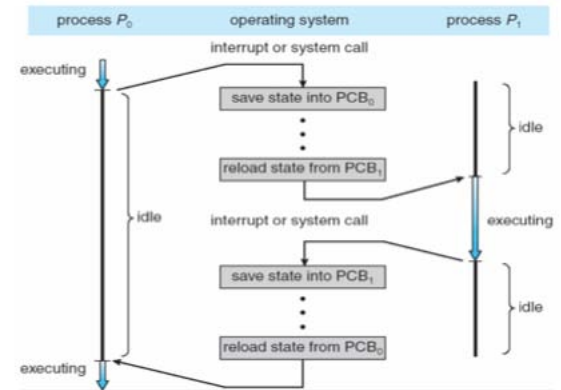 process P₀ operating system process P₁
interrupt or system call
executing
save state into PCB₀
idle
reload state from PCB₁
idle
interrupt or system call
executing
save state into PCB₁
idle
reload state from PCB₀
executing